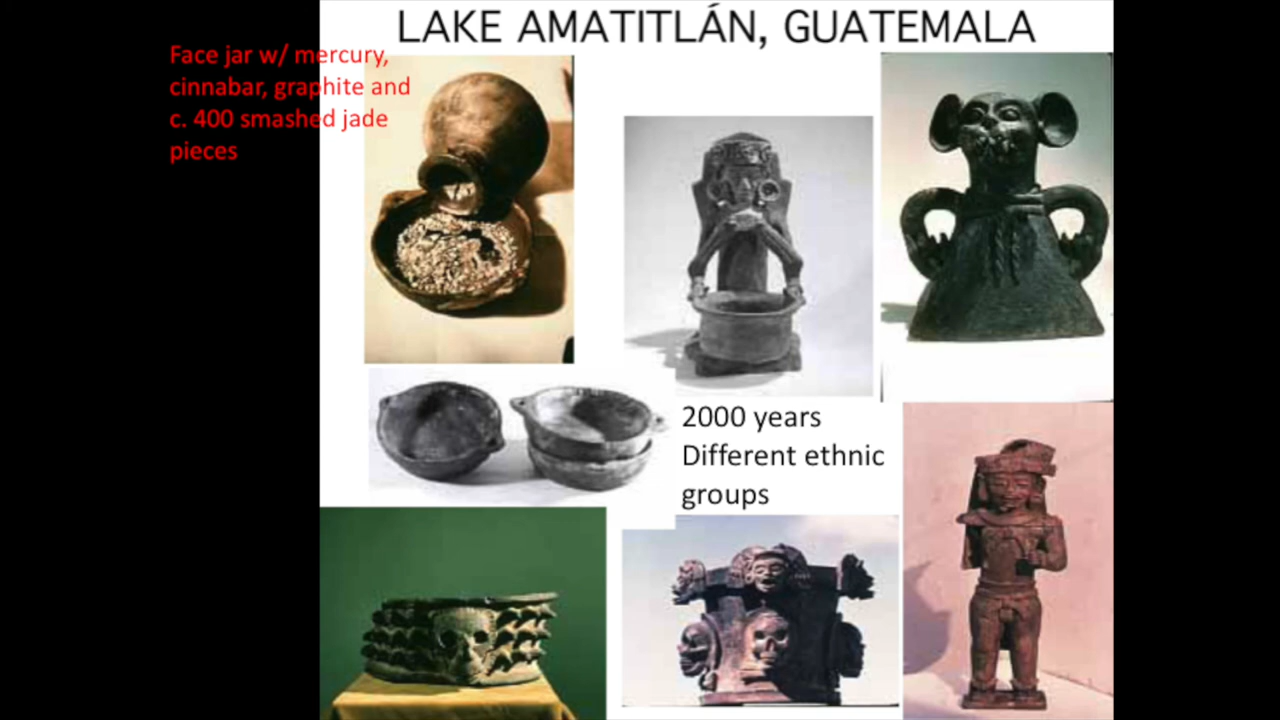 LAKE AMATITLÁN, GUATEMALA
Face jar w/ mercury,
cinnabar, graphite and
c. 400 smashed jade
pieces
2000 years
Different ethnic
groups